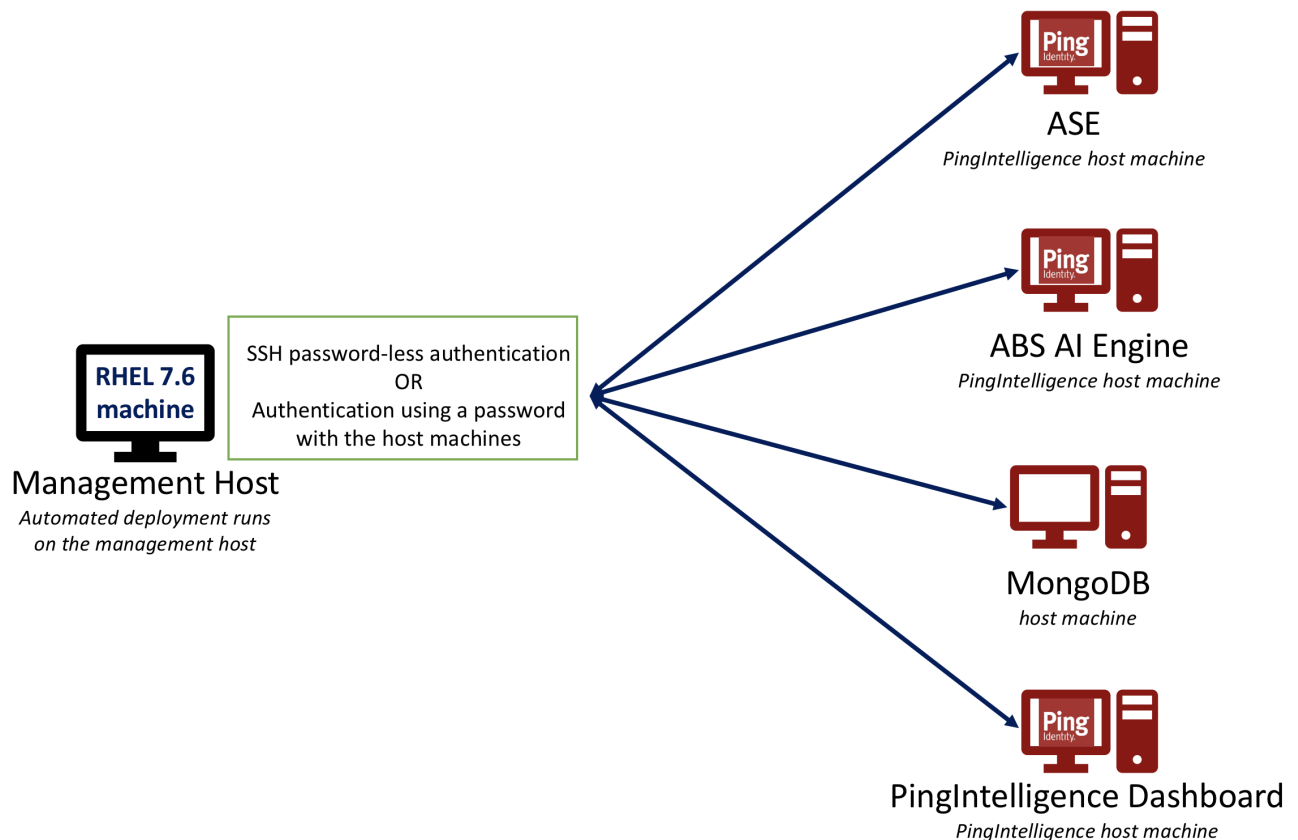 Ping
Identity.
ASE
PingIntelligence host machine
Ping
Identity.
ABS AI Engine
PingIntelligence host machine
RHEL 7.6
machine
Management Host
Automated deployment runs
on the management host
SSH password-less authentication
OR
Authentication using a password
with the host machines
MongoDB
host machine
Ping
Identity.
PingIntelligence Dashboard
PingIntelligence host machine